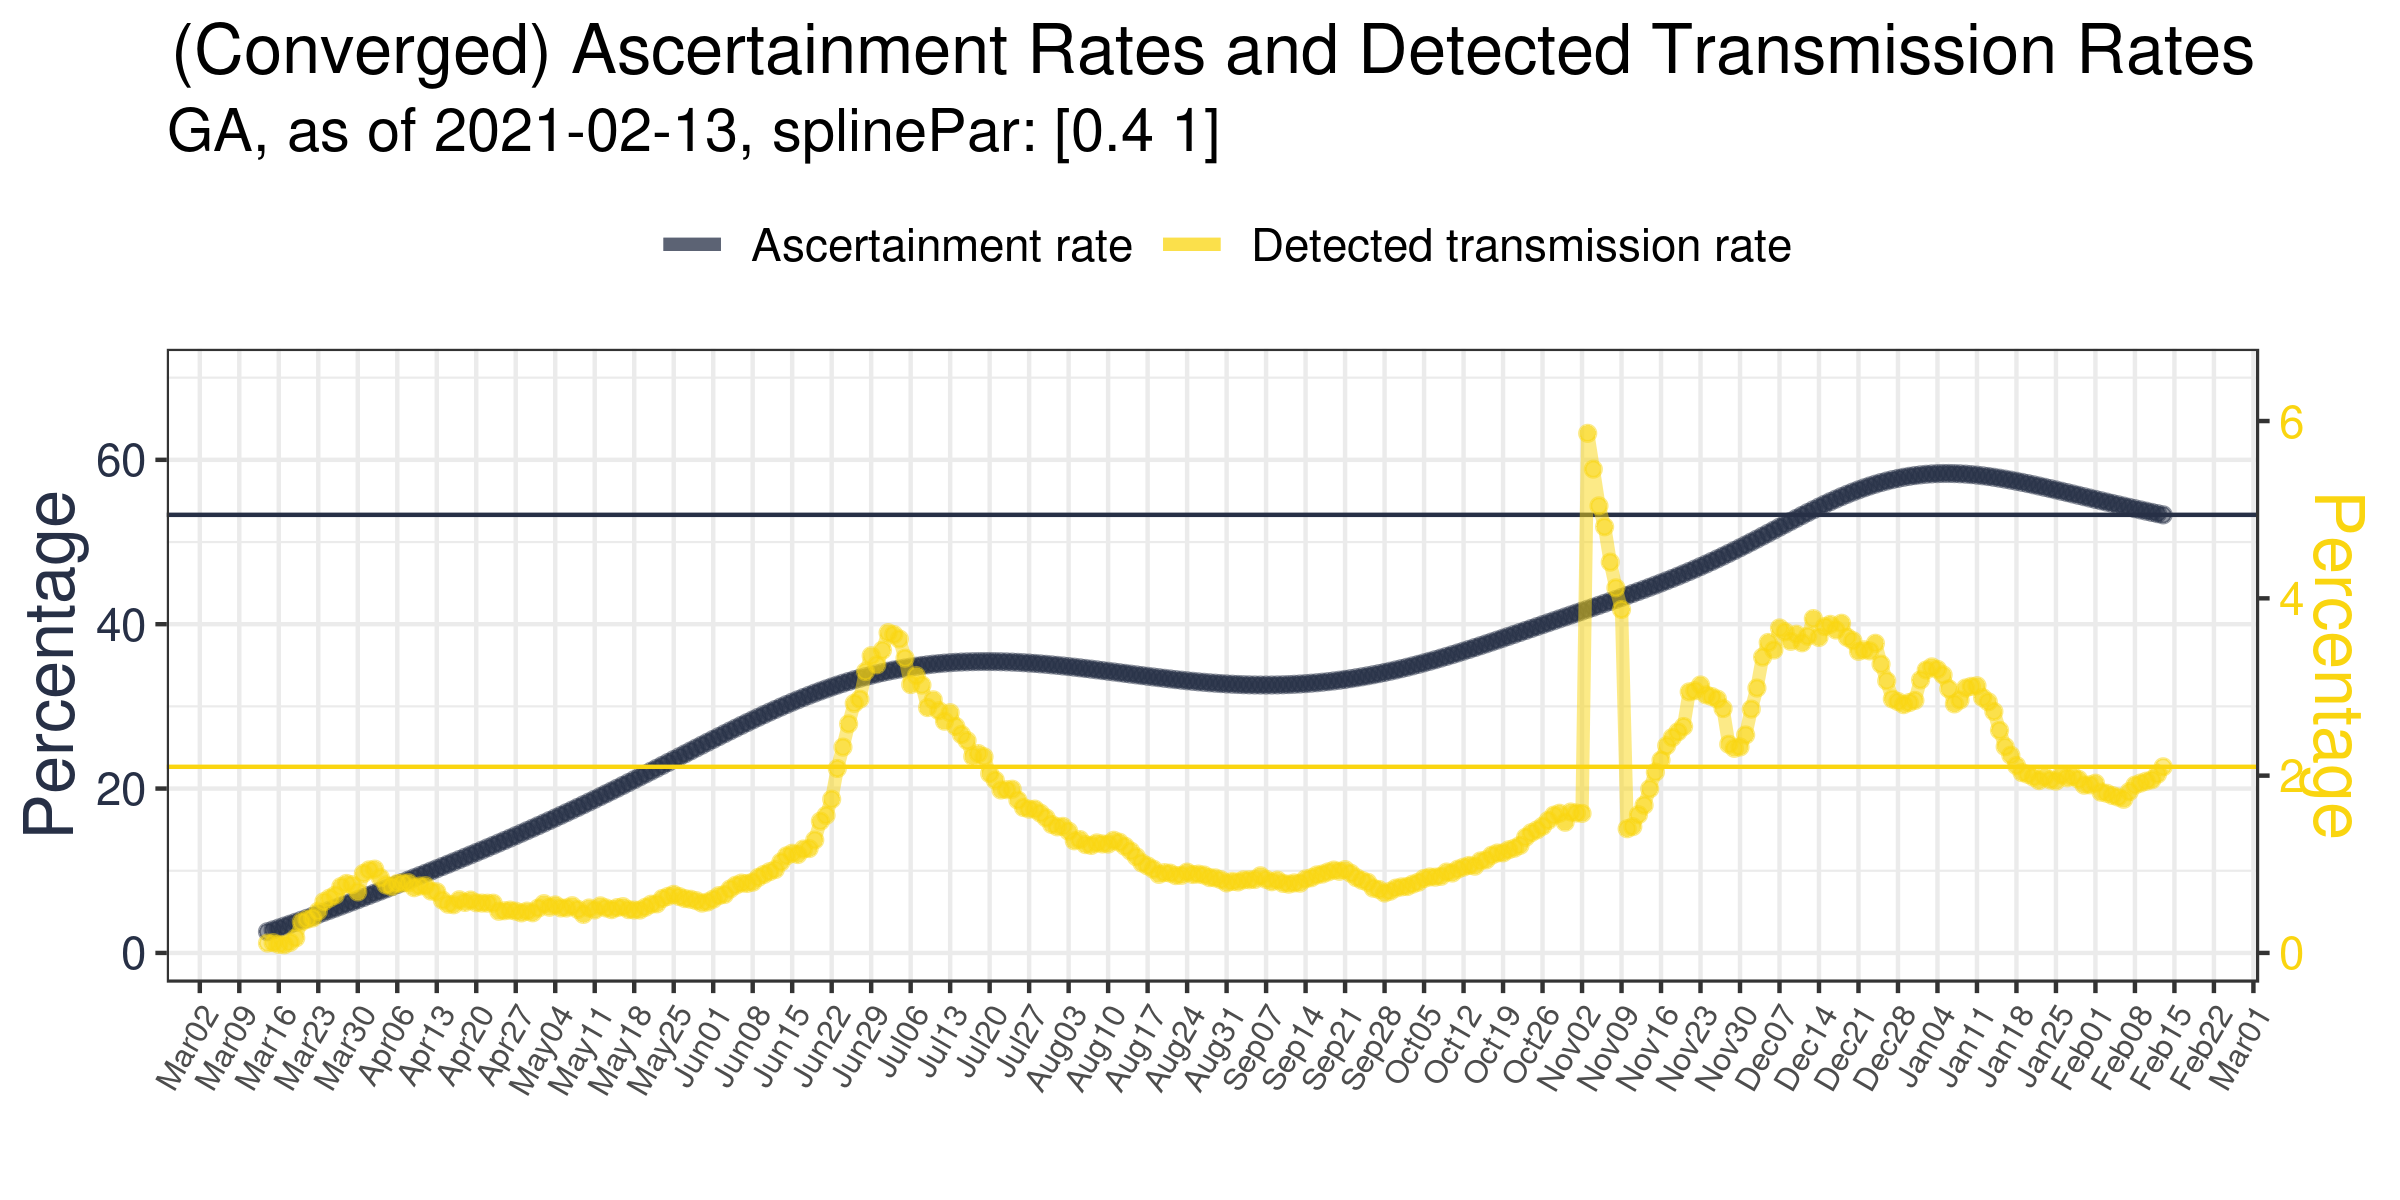 (Converged) Ascertainment Rates and Detected Transmission Rates
GA, as of 2021-02-13, splinePar: [0.4 1]
Ascertainment rate Detected transmission rate
Percentage
60
40
20
0
6
4
2
0
Percentage
Mar02 Mar09 Mar16 Mar23 Mar30 Apr06 Apr13 Apr20 Apr27 May04 May11 May18 May25 Jun01 Jun08 Jun15 Jun22 Jun29 Jul06 Jul13 Jul20 Jul27 Aug03 Aug10 Aug17 Aug24 Aug31 Sep07 Sep14 Sep21 Sep28 Oct05 Oct12 Oct19 Oct26 Nov02 Nov09 Nov16 Nov23 Nov30 Dec07 Dec14 Dec21 Dec28 Jan04 Jan11 Jan18 Jan25 Feb01 Feb08 Feb15 Feb22 Mar01